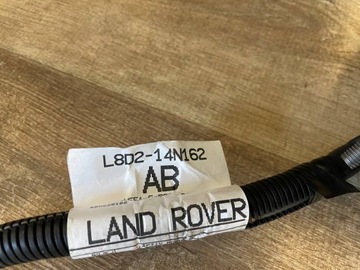 L8D2-14N162
AB
LAND ROVER